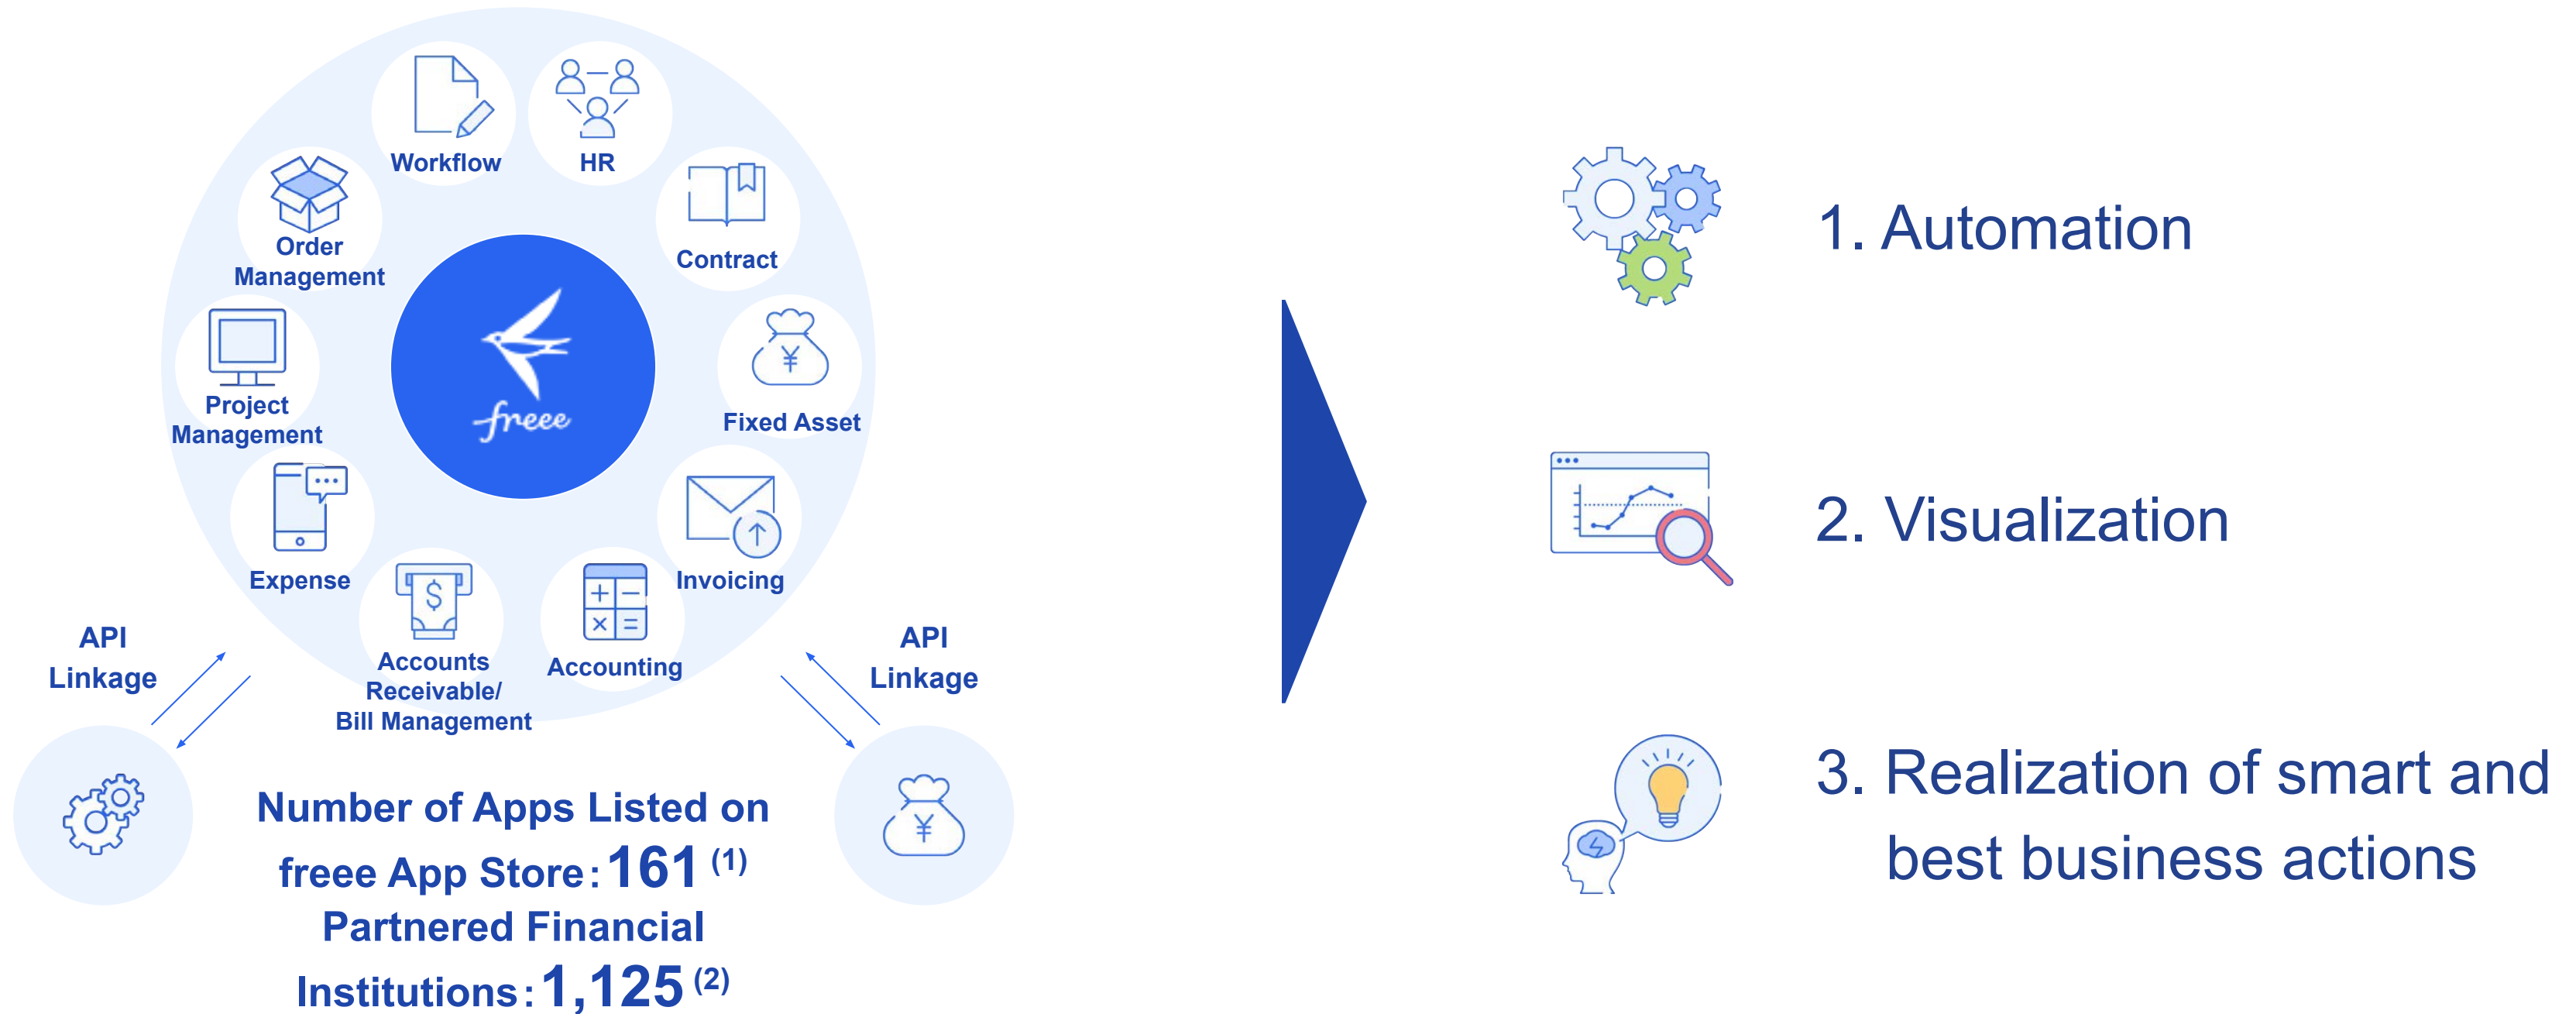 Workflow
HR
Order
Management
Contract
Project
Management
freee
¥
Fixed Asset
Expense
Invoicing
$
Accounts
Receivable/
Bill Management
Accounting
API
Linkage
API
Linkage
¥
Number of Apps Listed on
freee App Store: 161 (1)
Partnered Financial
Institutions: 1,125 (2)
1. Automation
2. Visualization
3. Realization of smart and
best business actions